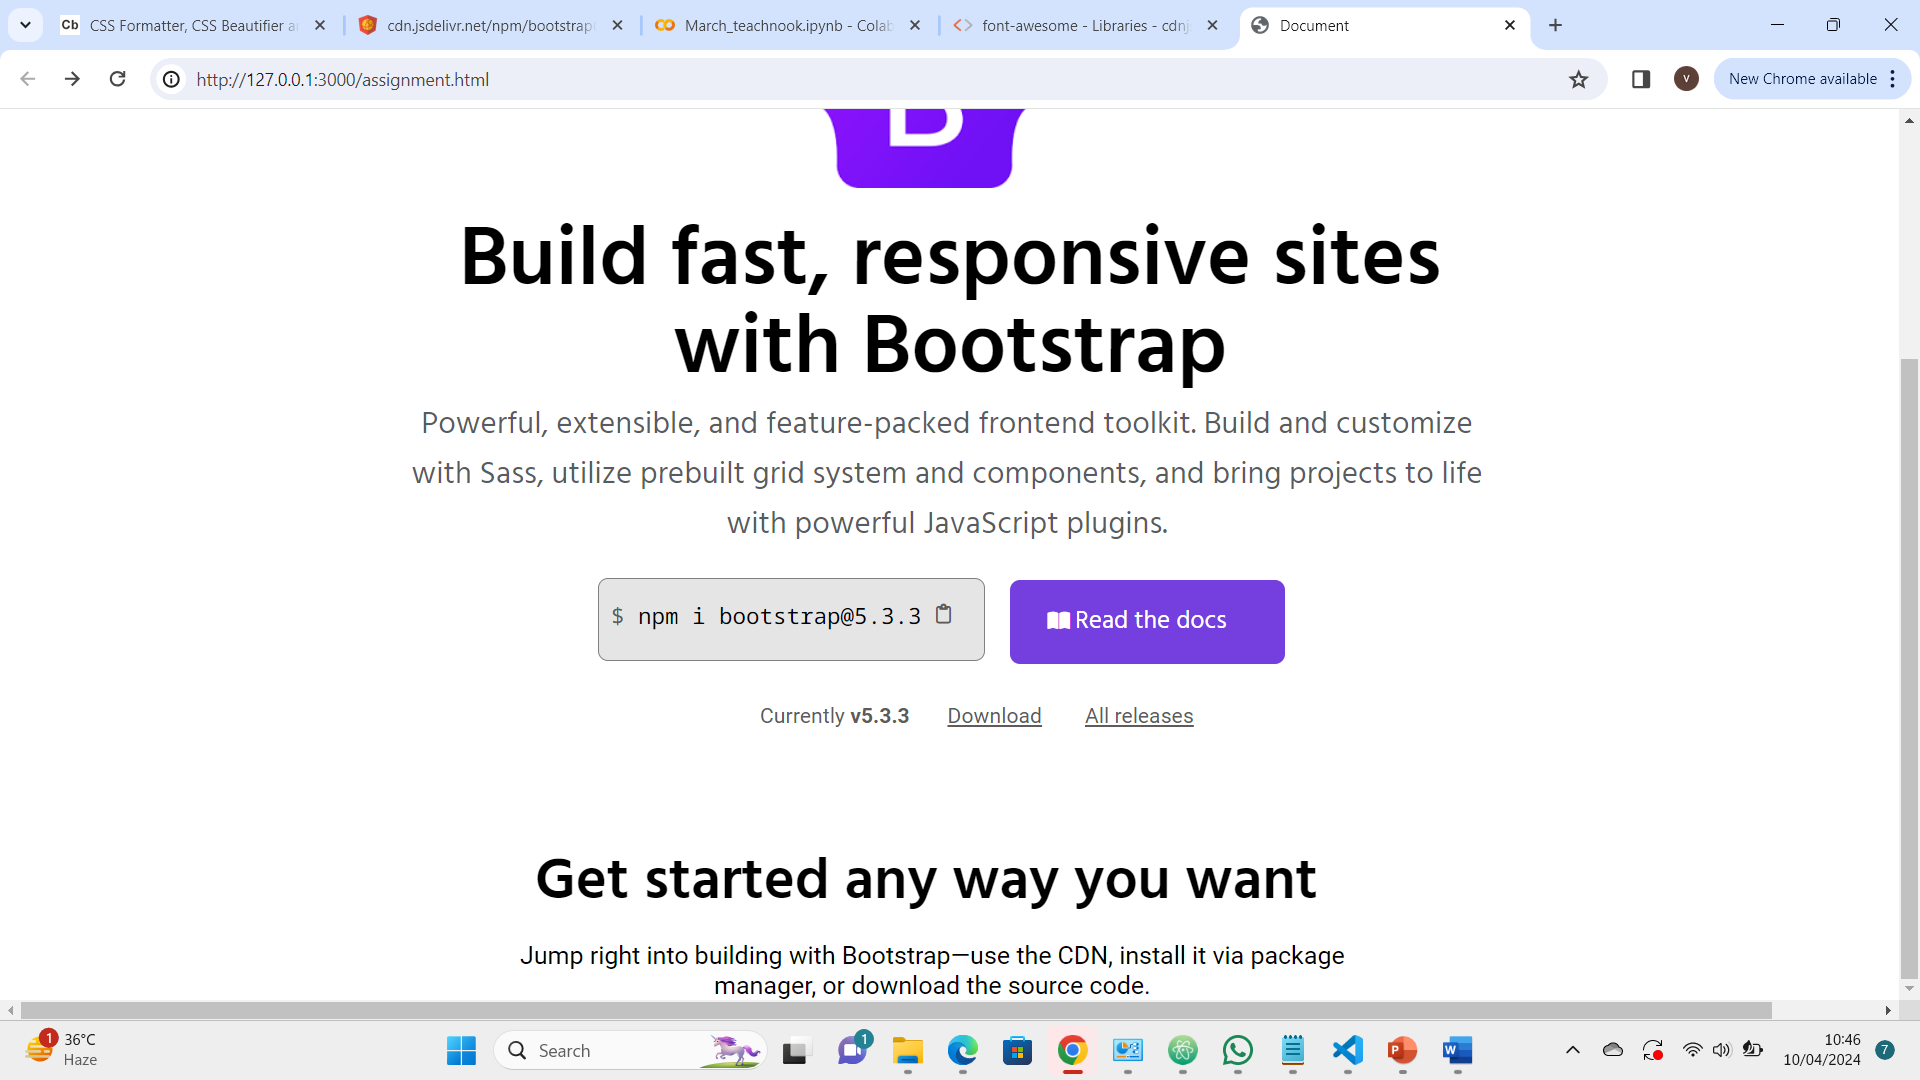 Cb CSS Formatter, CSS Beautifier a
cdn.jsdelivr.net/npm/bootstrap
March_teachnook.ipynb - Colab
font-awesome - Libraries - cdnj
Document
http://127.0.0.1:3000/assignment.html
V
New Chrome available
B
Build fast, responsive sites
with Bootstrap
Powerful, extensible, and feature-packed frontend toolkit. Build and customize
with Sass, utilize prebuilt grid system and components, and bring projects to life
with powerful JavaScript plugins.
$ npm i bootstrap@5.3.3
Read the docs
Currently v5.3.3 Download All releases
Get started any way you want
Jump right into building with Bootstrap—use the CDN, install it via package
manager, or download the source code.
1
36°C
Haze
Search
1
P
W
10:46
10/04/2024
7